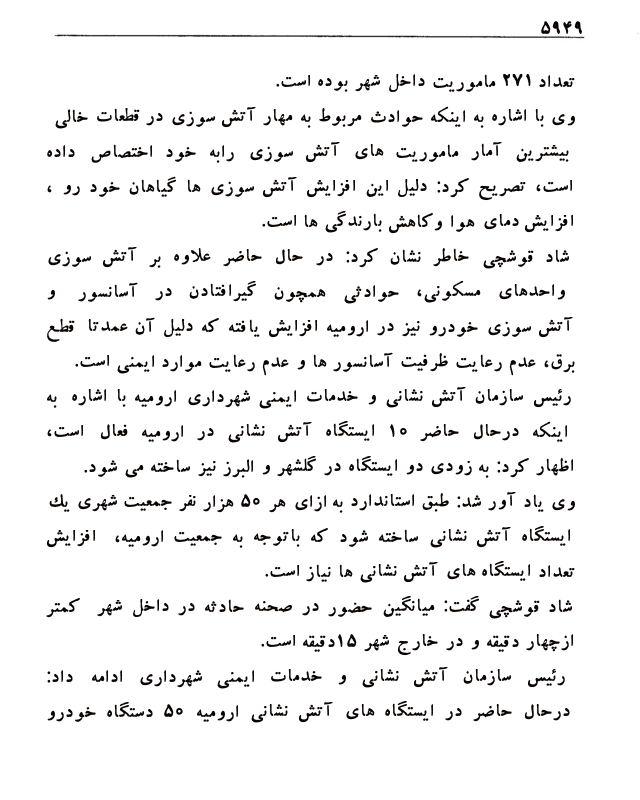 ۵۹۴۹
تعداد ۲۷۱ ماموریت داخل شهر بوده است.
وی با اشاره به اینکه حوادث مربوط به مهار آتش سوزی در قطعات خالی
بیشترین آمار ماموریت های آتش سوزی رابه خود اختصاص داده
است، تصریح کرد: دلیل این افزایش آتش سوزی ها گیاهان خود رو ،
افزایش دمای هوا وکاهش بارندگی ها است.
شاد قوشچی خاطر نشان کرد: در حال حاضر علاوه بر آتش سوزی
واحدهای مسکونی، حوادثی همچون گیرافتادن در آسانسور و
آتش سوزی خودرو نیز در ارومیه افزایش یافته که دلیل آن عمدتا قطع
برق، عدم رعایت ظرفیت آسانسور ها و عدم رعایت موارد ایمنی است.
رئیس سازمان آتش نشانی و خدمات ایمنی شهرداری ارومیه با اشاره به
اینکه درحال حاضر ۱۰ ایستگاه آتش نشانی در ارومیه فعال است،
اظهار کرد: به زودی دو ایستگاه در گلشهر و البرز نیز ساخته می شود.
وی یاد آور شد: طبق استاندارد به ازای هر ۵۰ هزار نفر جمعیت شهری یك
ایستگاه آتش نشانی ساخته شود که باتوجه به جمعیت ارومیه، افزایش
تعداد ایستگاه های آتش نشانی ها نیاز است.
شاد قوشچی گفت: میانگین حضور در صحنه حادثه در داخل شهر کمتر
ازچهار دقیقه و در خارج شهر ۱۵دقیقه است.
رئیس سازمان آتش نشانی و خدمات ایمنی شهرداری ادامه داد:
درحال حاضر در ایستگاه های آتش نشانی ارومیه ۵۰ دستگاه خودرو